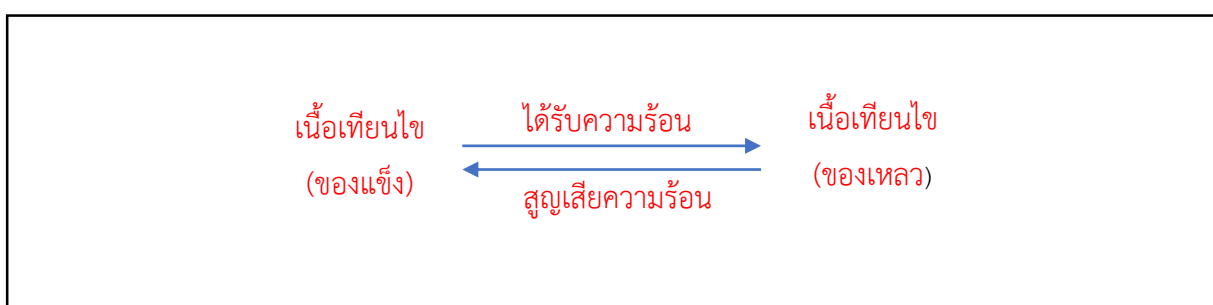 เนื้อเทียนไข
(ของแข็ง)
ได้รับความร้อน
สูญเสียความร้อน
เนื้อเทียนไข
(ของเหลว)